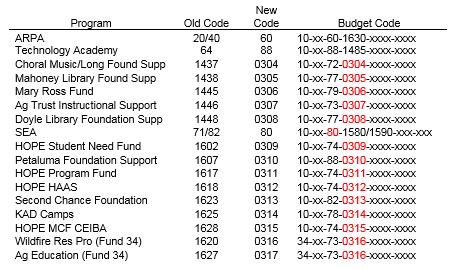 Program Old Code New Code Budget Code
ARPA 20/40 60 10-xx-60-1630-xxxx-xxxx
Technology Academy 64 88 10-xx-88-1485-xxxx-xxxx
Choral Music/Long Found Supp 1437 0304 10-xx-72-0304-xxxx-xxxx
Mahoney Library Found Supp 1438 0305 10-xx-77-0305-xxxx-xxxx
Mary Ross Fund 1445 0306 10-xx-79-0306-xxxx-xxxx
Ag Trust Instructional Support 1446 0307 10-xx-73-0307-xxxx-xxxx
Doyle Library Foundation Supp 1448 0308 10-xx-77-0308-xxxx-xxxx
SEA 71/82 80 10-xx-80-1580/1590-xxx-xxx
HOPE Student Need Fund 1602 0309 10-xx-74-0309-xxxx-xxxx
Petaluma Foundation Support 1607 0310 10-xx-88-0310-xxxx-xxxx
HOPE Program Fund 1617 0311 10-xx-74-0311-xxxx-xxxx
HOPE HAAS 1618 0312 10-xx-74-0312-xxxx-xxxx
Second Chance Foundation 1623 0313 10-xx-82-0313-xxxx-xxxx
KAD Camps 1625 0314 10-xx-78-0314-xxxx-xxxx
HOPE MCF CEIBA 1628 0315 10-xx-74-0315-xxxx-xxxx
Wildfire Res Pro (Fund 34) 1620 0316 34-xx-73-0316-xxxx-xxxx
Ag Education (Fund 34) 1627 0317 34-xx-73-0316-xxxx-xxxx